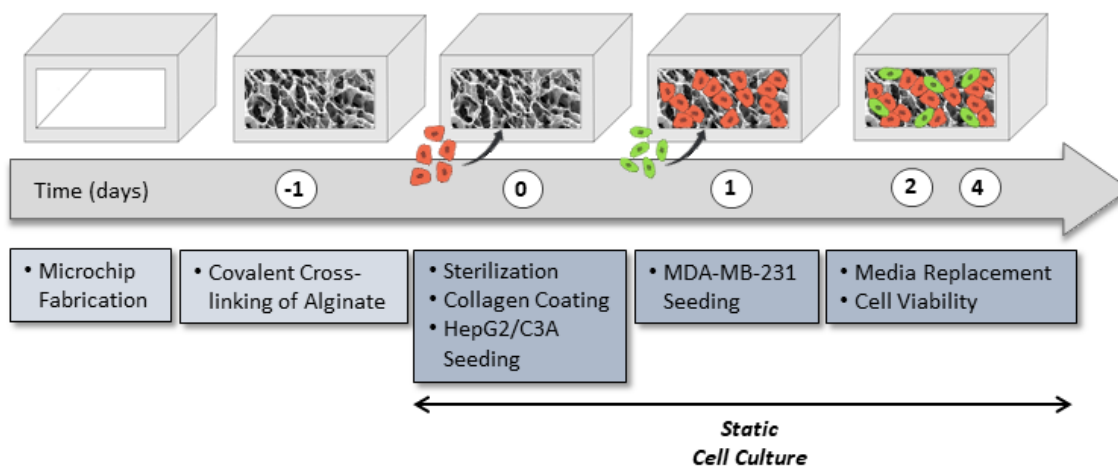 Time (days)
-1
0
1
2
4
• Microchip
Fabrication
• Covalent Cross-
linking of Alginate
• Sterilization
• Collagen Coating
• HepG2/C3A
Seeding
• MDA-MB-231
Seeding
• Media Replacement
• Cell Viability
Static
Cell Culture